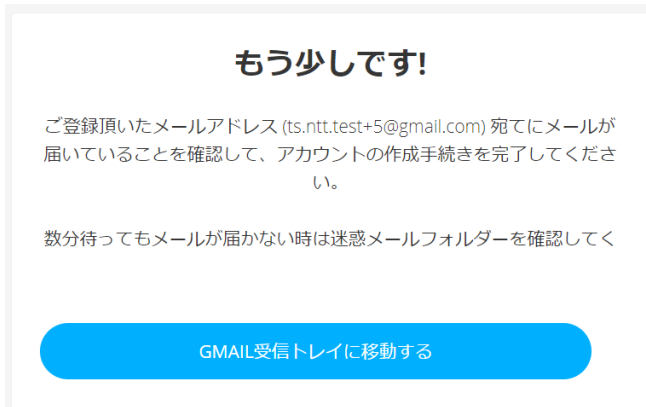 もう少しです!
ご登録頂いたメールアドレス (ts.ntt.test+5@gmail.com) 宛てにメールが
届いていることを確認して、アカウントの作成手続きを完了してくださ
い。
数分待ってもメールが届かない時は迷惑メールフォルダーを確認してく
GMAIL受信トレイに移動する